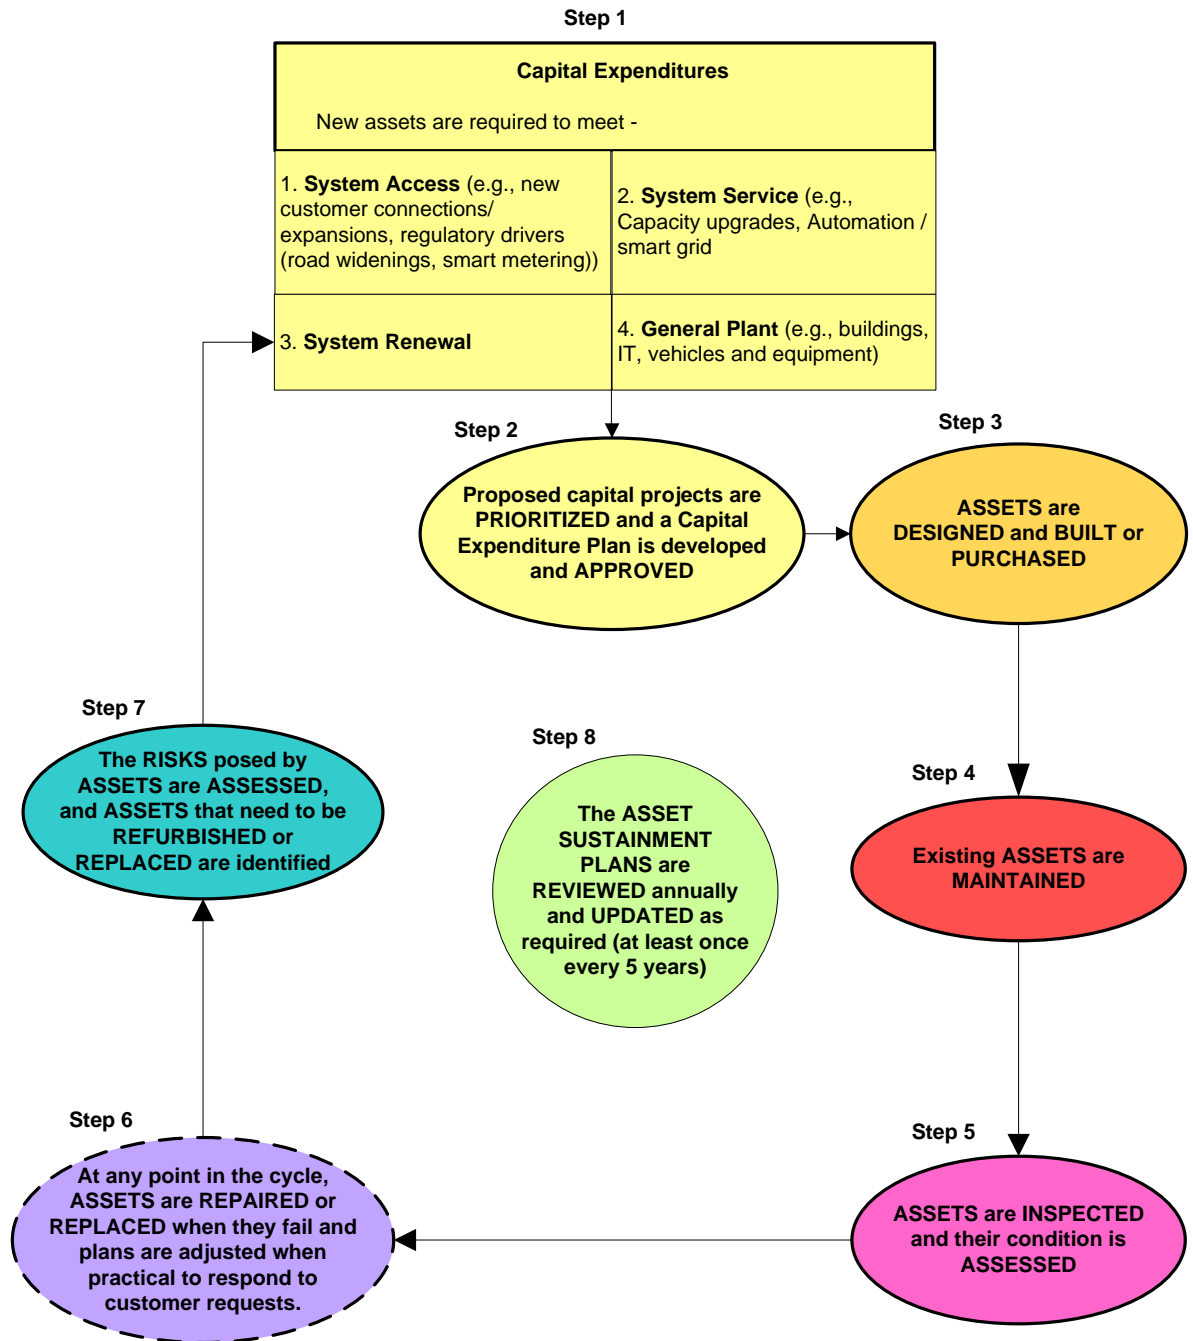 Step 1
Capital Expenditures
New assets are required to meet -
1. System Access (e.g., new
customer connections/
expansions, regulatory drivers
(road widenings, smart metering))
2. System Service (e.g.,
Capacity upgrades, Automation /
smart grid
3. System Renewal
4. General Plant (e.g., buildings,
IT, vehicles and equipment)
Step 2
Proposed capital projects are
PRIORITIZED and a Capital
Expenditure Plan is developed
and APPROVED
Step 3
ASSETS are
DESIGNED and BUILT or
PURCHASED
Step 4
Existing ASSETS are
MAINTAINED
Step 5
ASSETS are INSPECTED
and their condition is
ASSESSED
Step 6
At any point in the cycle,
ASSETS are REPAIRED or
REPLACED when they fail and
plans are adjusted when
practical to respond to
customer requests.
Step 7
The RISKS posed by
ASSETS are ASSESSED,
and ASSETS that need to be
REFURBISHED or
REPLACED are identified
Step 8
The ASSET
SUSTAINMENT
PLANS are
REVIEWED annually
and UPDATED as
required (at least once
every 5 years)